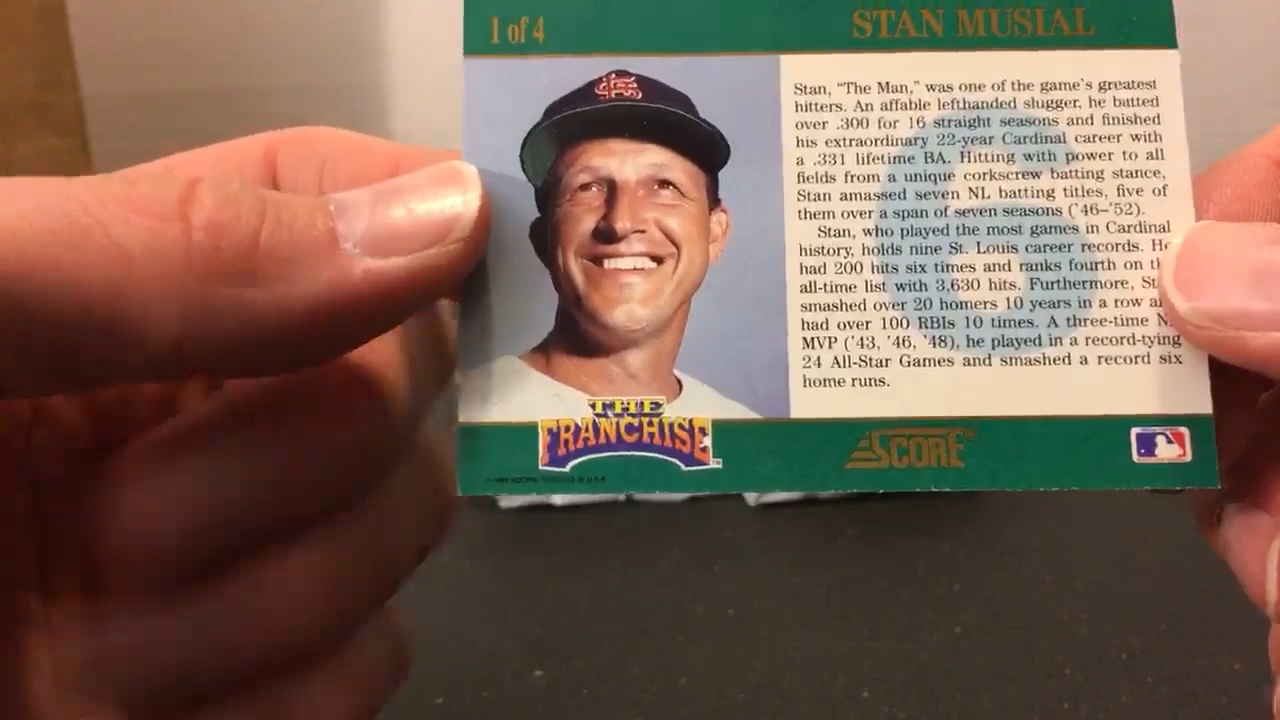 1 of 4
STAN MUSIAL
Stan, “The Man,” was one of the game's greatest
hitters. An affable lefthanded slugger, he batted
over .300 for 16 straight seasons and finished
his extraordinary 22-year Cardinal career with
a .331 lifetime BA. Hitting with power to all
fields from a unique corkscrew batting stance,
Stan amassed seven NL batting titles, five of
them over a span of seven seasons ('46–'52).
Stan, who played the most games in Cardinal
history, holds nine St. Louis career records. He
had 200 hits six times and ranks fourth on
all-time list with 3,630 hits. Furthermore,
smashed over 20 homers 10 years in a row
had over 100 RBIs 10 times. A three-time
MVP ('43, '46, '48), he played in a record-tying
24 All-Star Games and smashed a record six
home runs.
THE
FRANCHISE™
SCORE™